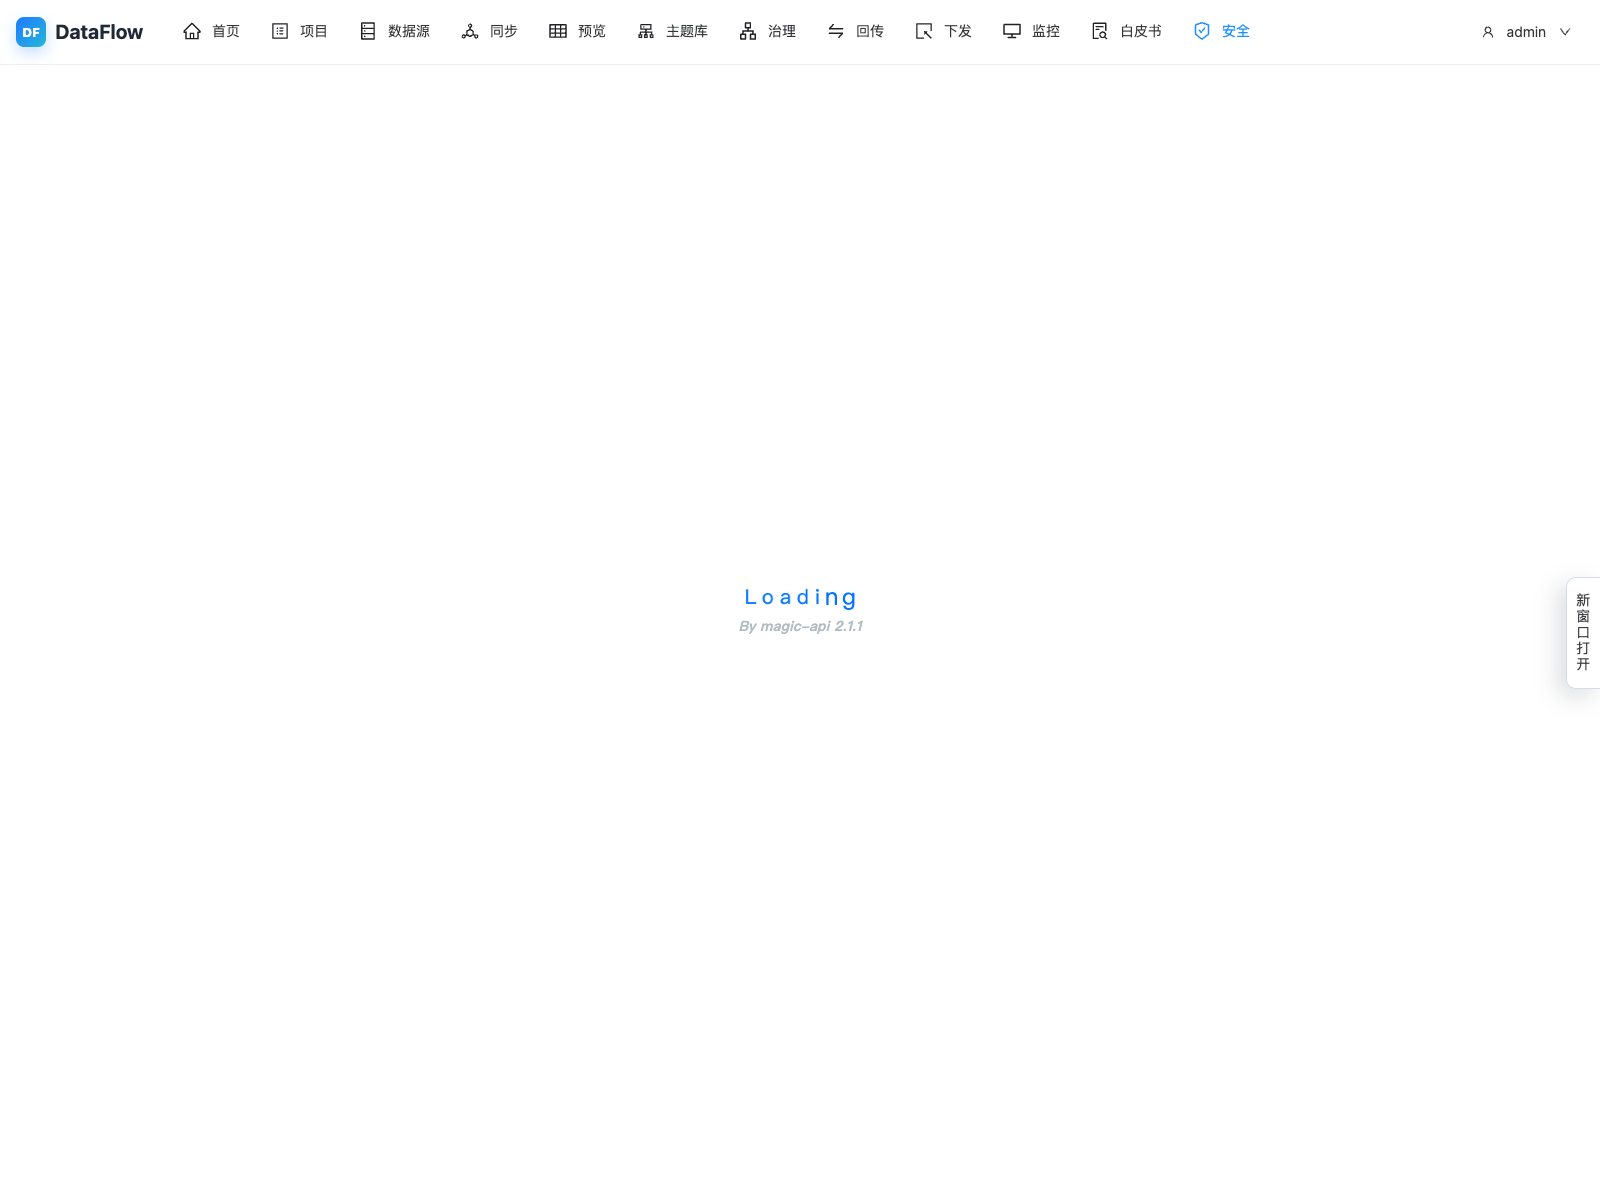 DF DataFlow 首页 项目 数据源 同步 预览 主题库 治理 回传 下发 监控 白皮书 安全 admin
Loading
By magic-api 2.1.1
新窗口打开